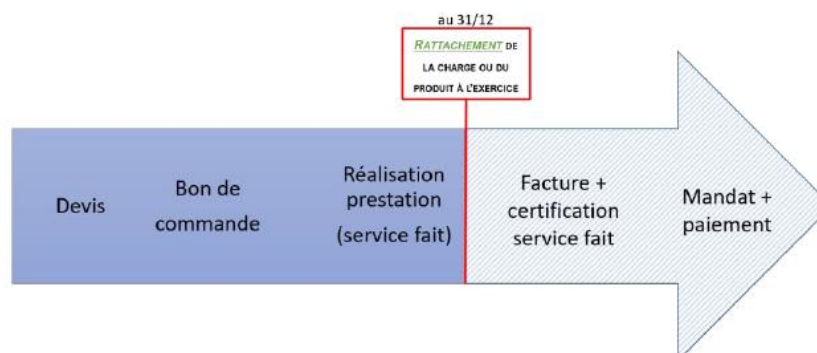 au 31/12
RATTACHEMENT DE
LA CHARGE OU DU
PRODUIT À L'EXERCICE
Devis
Bon de
commande
Réalisation
prestation
(service fait)
Facture +
certification
service fait
Mandat +
paiement